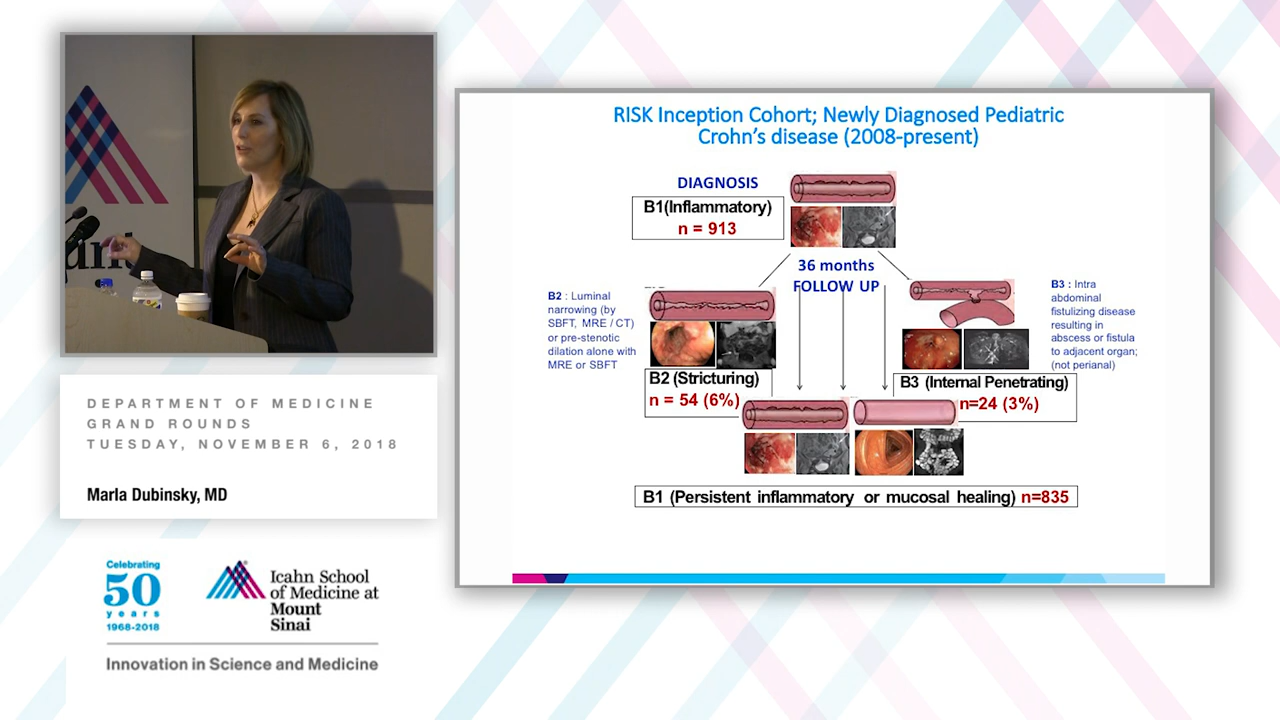 ant
DEPARTMENT OF MEDICINE
GRAND ROUNDS
TUESDAY, NOVEMBER 6, 2018
Marla Dubinsky, MD
Celebrating
50
years
1968-2018
Icahn School
of Medicine at
Mount
Sinai
Innovation in Science and Medicine
RISK Inception Cohort; Newly Diagnosed Pediatric
Crohn's disease (2008-present)
DIAGNOSIS
B1(Inflammatory)
n = 913
36 months
FOLLOW UP
B2 : Luminal
narrowing (by
SBFT, MRE / CT)
or pre-stenotic
dilation alone with
MRE or SBFT
B3 : Intra
abdominal
fistulizing disease
resulting in
abscess or fistula
to adjacent organ;
(not perianal)
B2 (Stricturing)
n = 54 (6%)
B3 (Internal Penetrating)
n=24 (3%)
B1 (Persistent inflammatory or mucosal healing) n=835